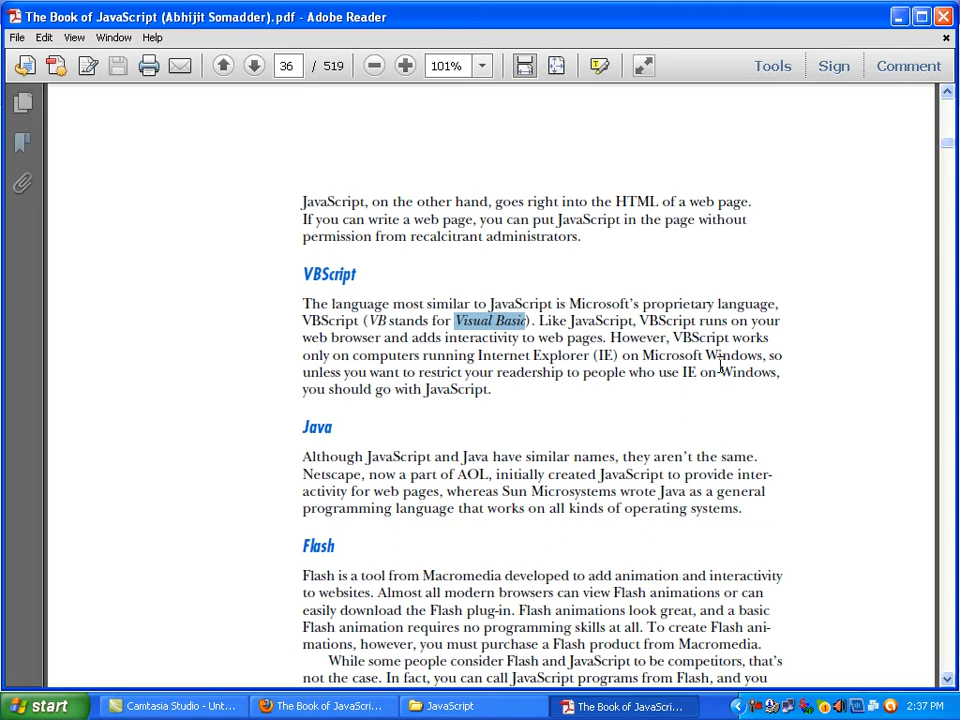 The Book of JavaScript (Abhijit Somadder).pdf - Adobe Reader
File Edit View Window Help
36 / 519 101% Tools Sign Comment
JavaScript, on the other hand, goes right into the HTML of a web page.
If you can write a web page, you can put JavaScript in the page without
permission from recalcitrant administrators.
VBScript
The language most similar to JavaScript is Microsoft's proprietary language,
VBScript (VB stands for Visual Basic). Like JavaScript, VBScript runs on your
web browser and adds interactivity to web pages. However, VBScript works
only on computers running Internet Explorer (IE) on Microsoft Windows, so
unless you want to restrict your readership to people who use IE on Windows,
you should go with JavaScript.
Java
Although JavaScript and Java have similar names, they aren't the same.
Netscape, now a part of AOL, initially created JavaScript to provide inter-
activity for web pages, whereas Sun Microsystems wrote Java as a general
programming language that works on all kinds of operating systems.
Flash
Flash is a tool from Macromedia developed to add animation and interactivity
to websites. Almost all modern browsers can view Flash animations or can
easily download the Flash plug-in. Flash animations look great, and a basic
Flash animation requires no programming skills at all. To create Flash ani-
mations, however, you must purchase a Flash product from Macromedia.
While some people consider Flash and JavaScript to be competitors, that's
not the case. In fact, you can call JavaScript programs from Flash, and you
start Camtasia Studio - Unt... The Book of JavaScri... JavaScript The Book of JavaScri... 2:37 PM